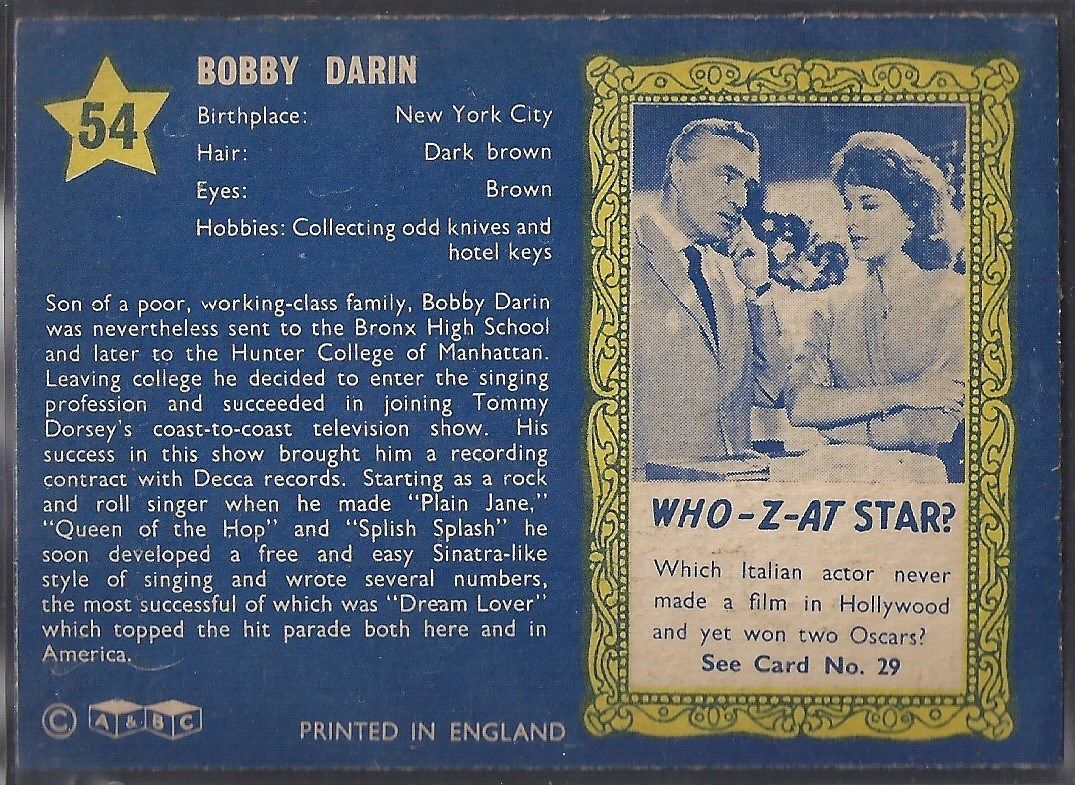 54
BOBBY DARIN
Birthplace: New York City
Hair: Dark brown
Eyes: Brown
Hobbies: Collecting odd knives and
hotel keys
Son of a poor, working-class family, Bobby Darin
was nevertheless sent to the Bronx High School
and later to the Hunter College of Manhattan.
Leaving college he decided to enter the singing
profession and succeeded in joining Tommy
Dorsey's coast-to-coast television show. His
success in this show brought him a recording
contract with Decca records. Starting as a rock
and roll singer when he made "Plain Jane,"
"Queen of the Hop" and "Splish Splash" he
soon developed a free and easy Sinatra-like
style of singing and wrote several numbers,
the most successful of which was "Dream Lover"
which topped the hit parade both here and in
America.
© A & B C
PRINTED IN ENGLAND
WHO-Z-AT STAR?
Which Italian actor never
made a film in Hollywood
and yet won two Oscars?
See Card No. 29